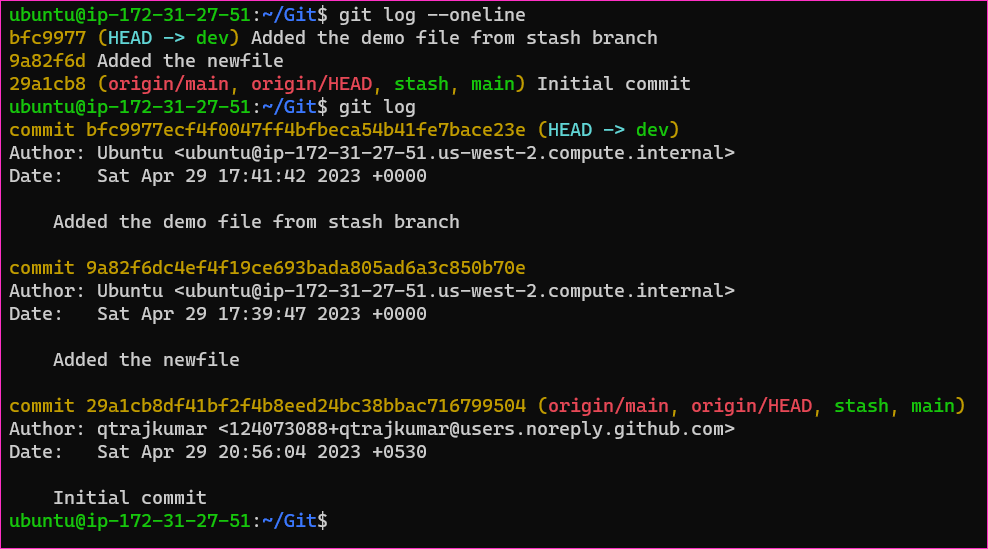 ubuntu@ip-172-31-27-51:~/Git$ git log --oneline
bfc9977 (HEAD -> dev) Added the demo file from stash branch
9a82f6d Added the newfile
29a1cb8 (origin/main, origin/HEAD, stash, main) Initial commit
ubuntu@ip-172-31-27-51:~/Git$ git log
commit bfc9977ecf4f0047ff4bfbeca54b41fe7bace23e (HEAD -> dev)
Author: Ubuntu <ubuntu@ip-172-31-27-51.us-west-2.compute.internal>
Date:   Sat Apr 29 17:41:42 2023 +0000

    Added the demo file from stash branch

commit 9a82f6dc4ef4f19ce693bada805ad6a3c850b70e
Author: Ubuntu <ubuntu@ip-172-31-27-51.us-west-2.compute.internal>
Date:   Sat Apr 29 17:39:47 2023 +0000

    Added the newfile

commit 29a1cb8df41bf2f4b8eed24bc38bbac716799504 (origin/main, origin/HEAD, stash, main)
Author: qtrajkumar <124073088+qtrajkumar@users.noreply.github.com>
Date:   Sat Apr 29 20:56:04 2023 +0530

    Initial commit
ubuntu@ip-172-31-27-51:~/Git$